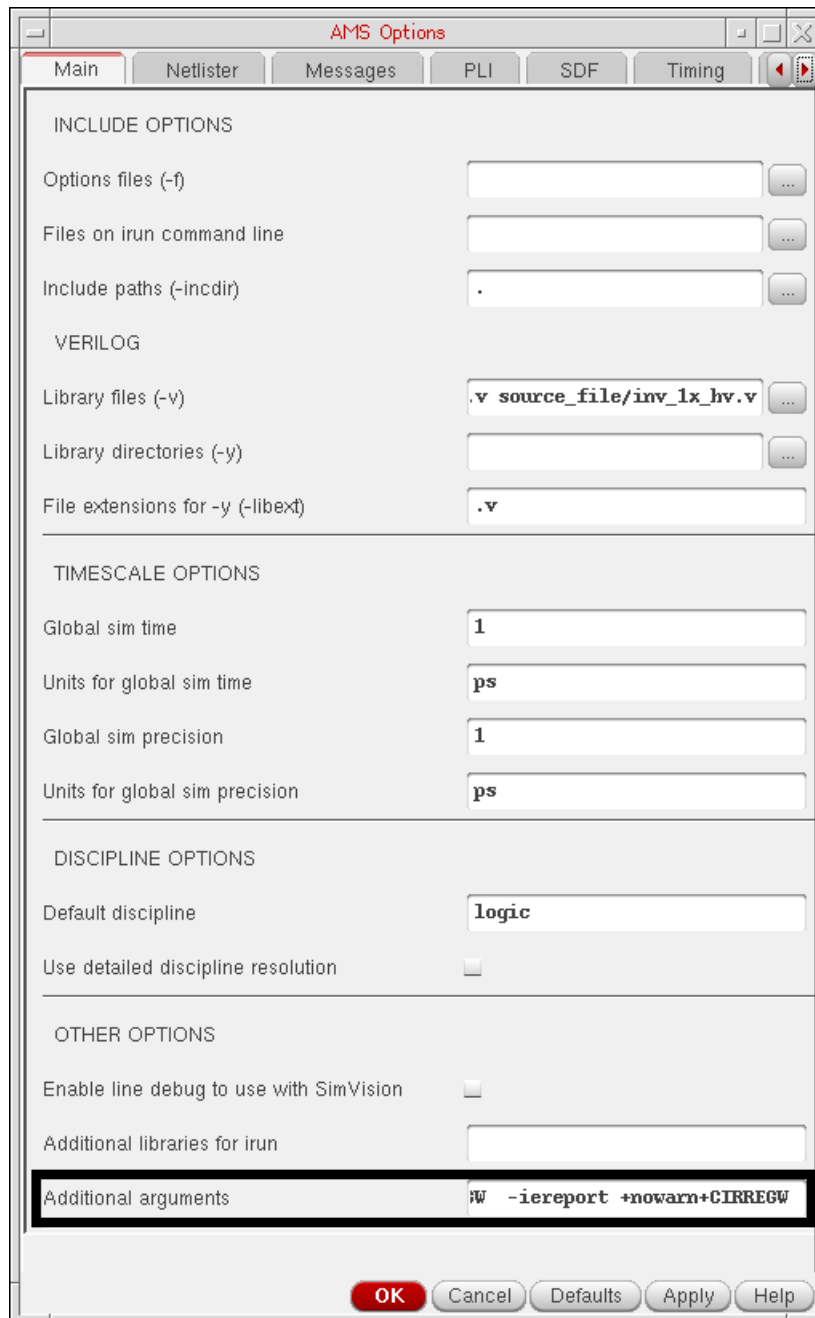 AMS Options
Main Netlister Messages PLI SDF Timing
INCLUDE OPTIONS
Options files (-f) ...
Files on irun command line ...
Include paths (-incdir) . ...
VERILOG
Library files (-v) .v source_file/inv_1x_hv.v ...
Library directories (-y) ...
File extensions for -y (-libext) .v
TIMESCALE OPTIONS
Global sim time 1
Units for global sim time ps
Global sim precision 1
Units for global sim precision ps
DISCIPLINE OPTIONS
Default discipline logic
Use detailed discipline resolution
OTHER OPTIONS
Enable line debug to use with SimVision
Additional libraries for irun
Additional arguments W -iereport +nowarn+CIRREGW
OK Cancel Defaults Apply Help